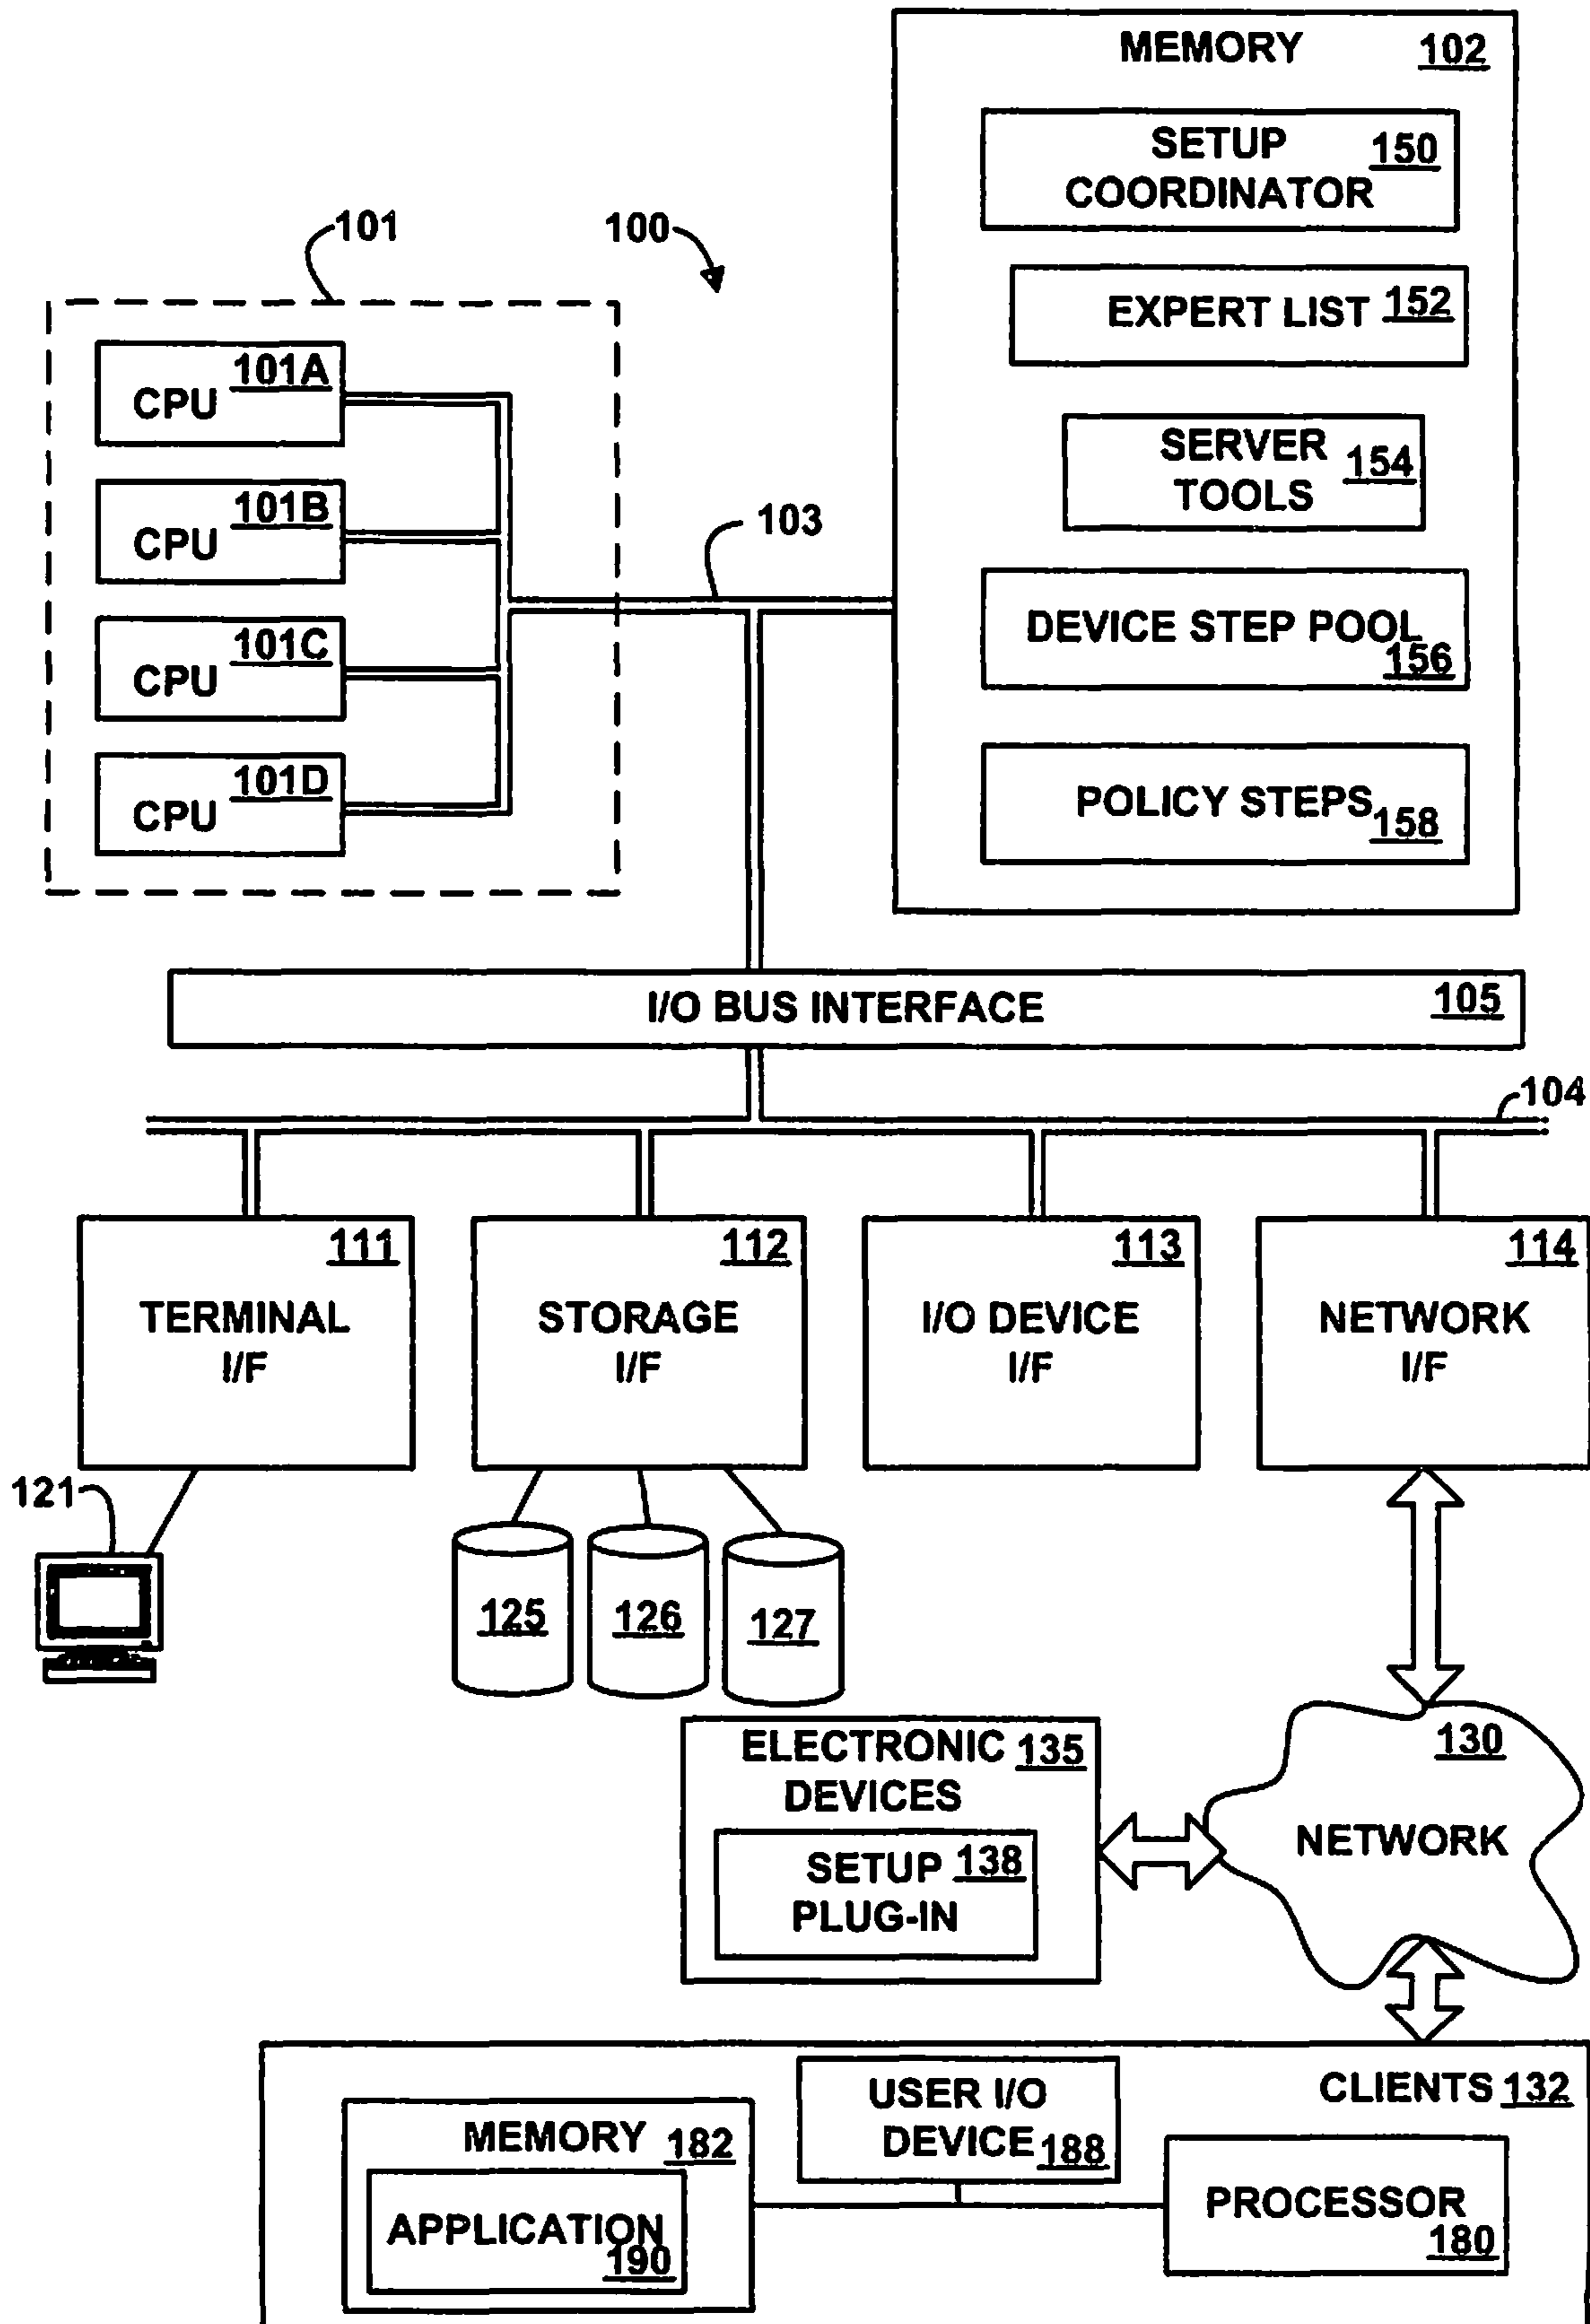 MEMORY 102
SETUP 150
COORDINATOR
101
100
EXPERT LIST 152
CPU 101A
SERVER 154
TOOLS
CPU 101B
103
DEVICE STEP POOL
156
CPU 101C
CPU 101D
POLICY STEPS 158
I/O BUS INTERFACE 105
104
111
TERMINAL
I/F
112
STORAGE
I/F
113
I/O DEVICE
I/F
114
NETWORK
I/F
121
125
126
127
ELECTRONIC 135
DEVICES
SETUP 138
PLUG-IN
130
NETWORK
CLIENTS 132
USER I/O
DEVICE 188
MEMORY 182
APPLICATION
190
PROCESSOR
180